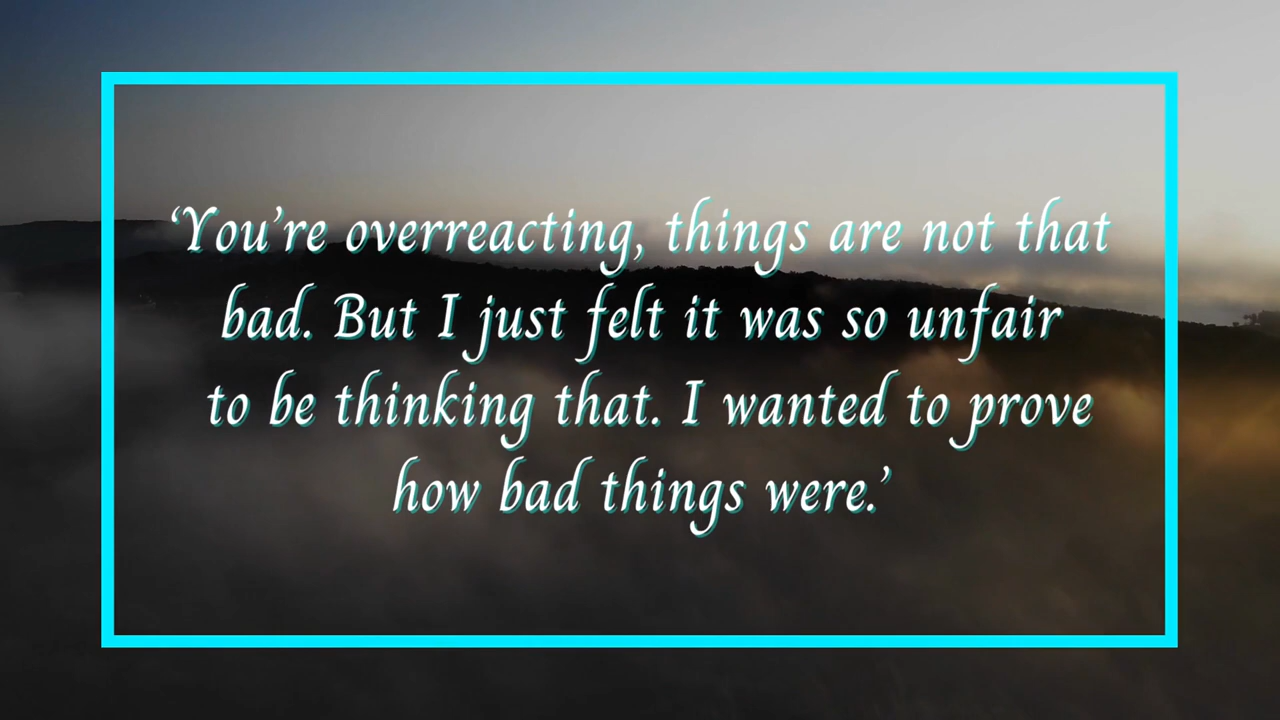 ‘You’re overreacting, things are not that
bad. But I just felt it was so unfair
to be thinking that. I wanted to prove
how bad things were.’